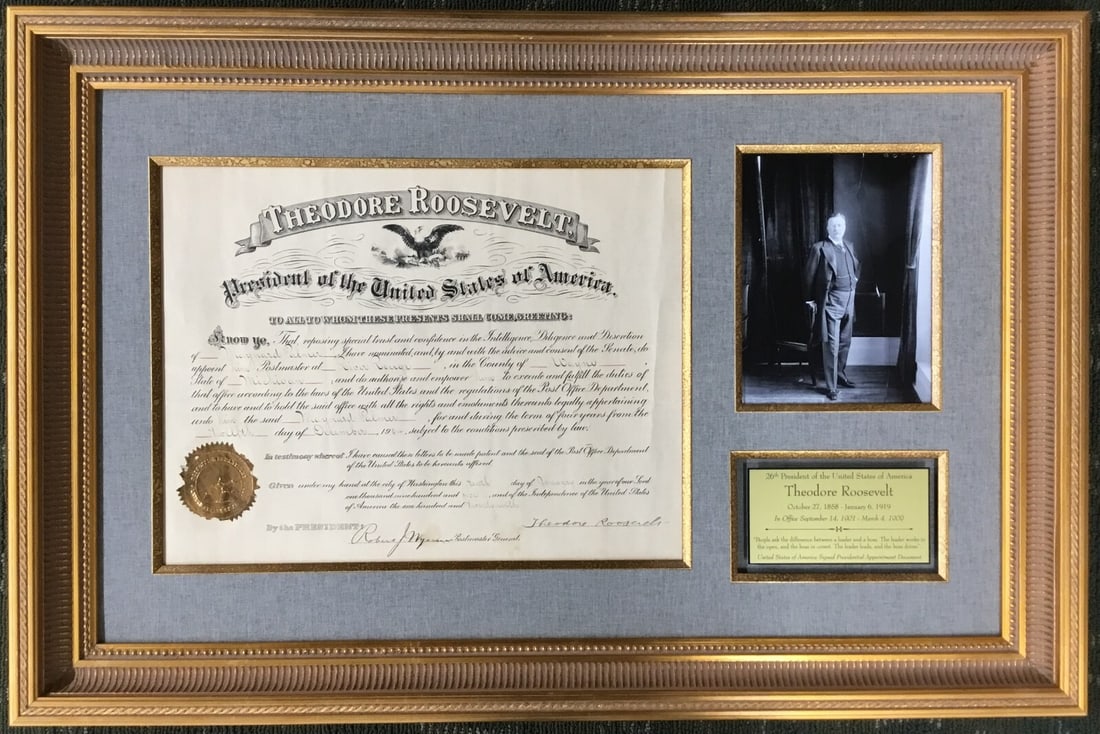 THEODORE ROOSEVELT.
President of the United States of America.
TO ALL TO WHOM THESE PRESENTS SHALL COME, GREETING:
Know ye, That, reposing special trust and confidence in the Intelligence, Diligence and Discretion
of I have nominated, and, by and with the advice and consent of the Senate, do
appoint Postmaster at , in the County of
State of , and do authorize and empower to execute and fulfill the duties of
that office according to the laws of the United States and the regulations of the Post Office Department,
and to have and to hold the said office with all the rights and emoluments thereunto legally appertaining
unto the said for and during the term of four years from the
day of December 190 , subject to the conditions prescribed by law.
In testimony whereof I have caused these letters to be made patent and the seal of the Post Office Department
of the United States to be hereunto affixed.
Given under my hand at the city of Washington this day of in the year of our Lord
one thousand nine hundred and , and of the Independence of the United States
of America the one hundred and
By the PRESIDENT: Theodore Roosevelt
Robert J. Wynne Postmaster General.
26th President of the United States of America
Theodore Roosevelt
October 27, 1858 - January 6, 1919
In Office September 14, 1901 - March 4, 1909
"People ask the difference between a leader and a boss. The leader works in
the open, and the boss in covert. The leader leads, and the boss drives."
United States of America Signed Presidential Appointment Document